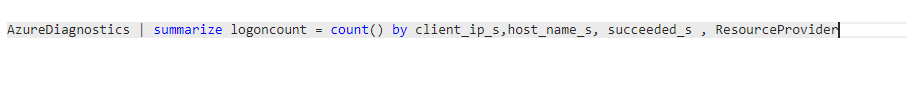 AzureDiagnostics | summarize logoncount = count() by client_ip_s,host_name_s, succeeded_s , ResourceProvider